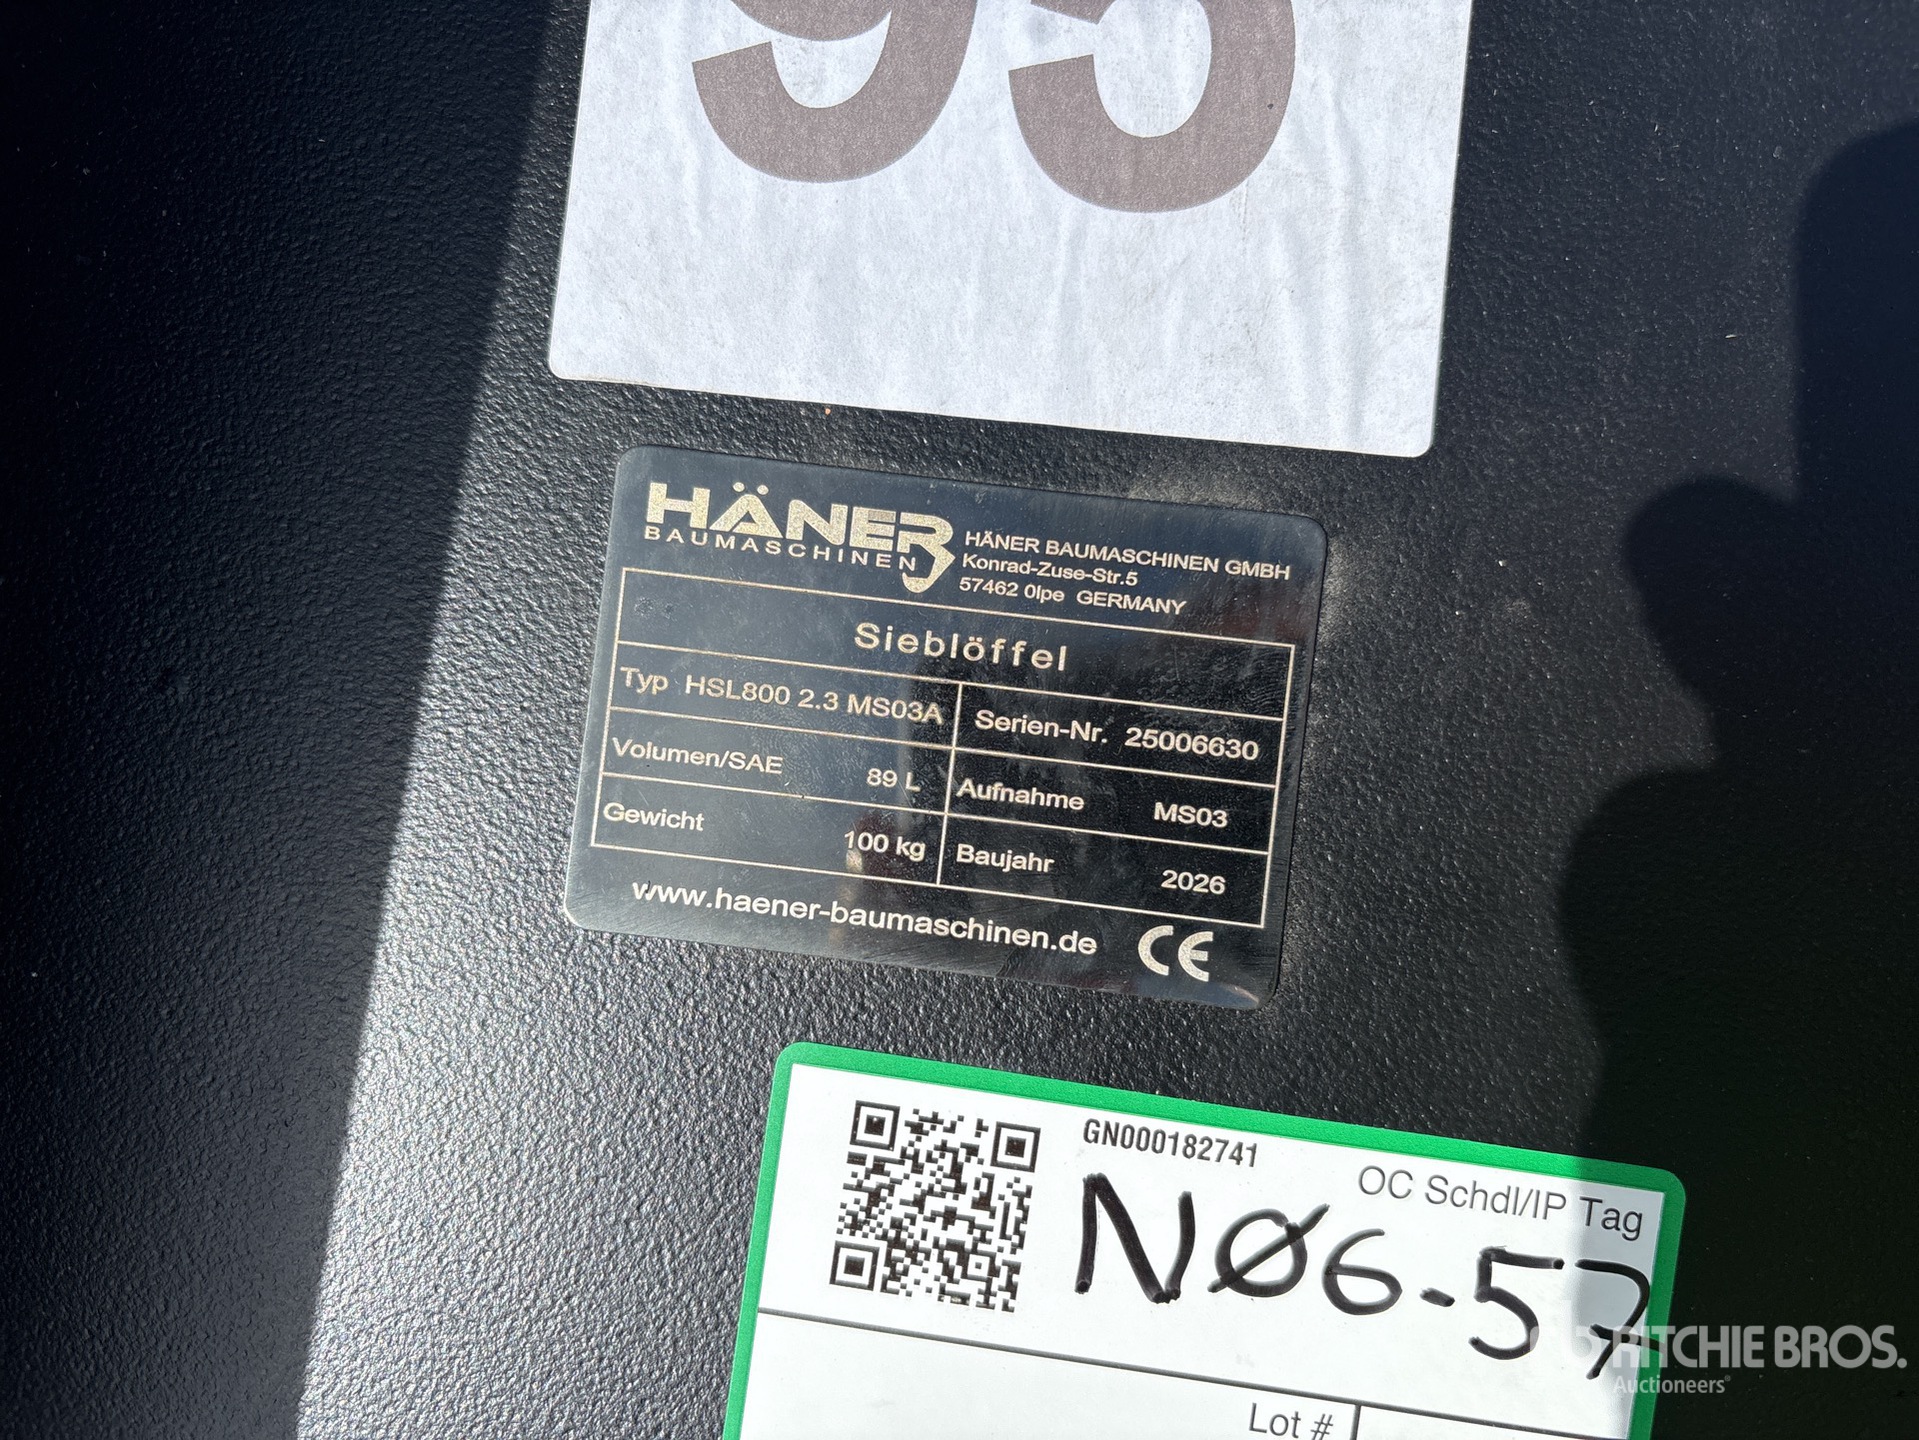 95
HÄNER
BAUMASCHINEN
HÄNER BAUMASCHINEN GMBH
Konrad-Zuse-Str.5
57462 Olpe GERMANY
Sieblöffel
Typ HSL800 2.3 MS03A
Serien-Nr. 25006630
Volumen/SAE 89 L
Aufnahme MS03
Gewicht 100 kg
Baujahr 2026
www.haener-baumaschinen.de CE
GN000182741
OC Schdl/IP Tag
NØ6-57
Lot #
RITCHIE BROS.
Auctioneers